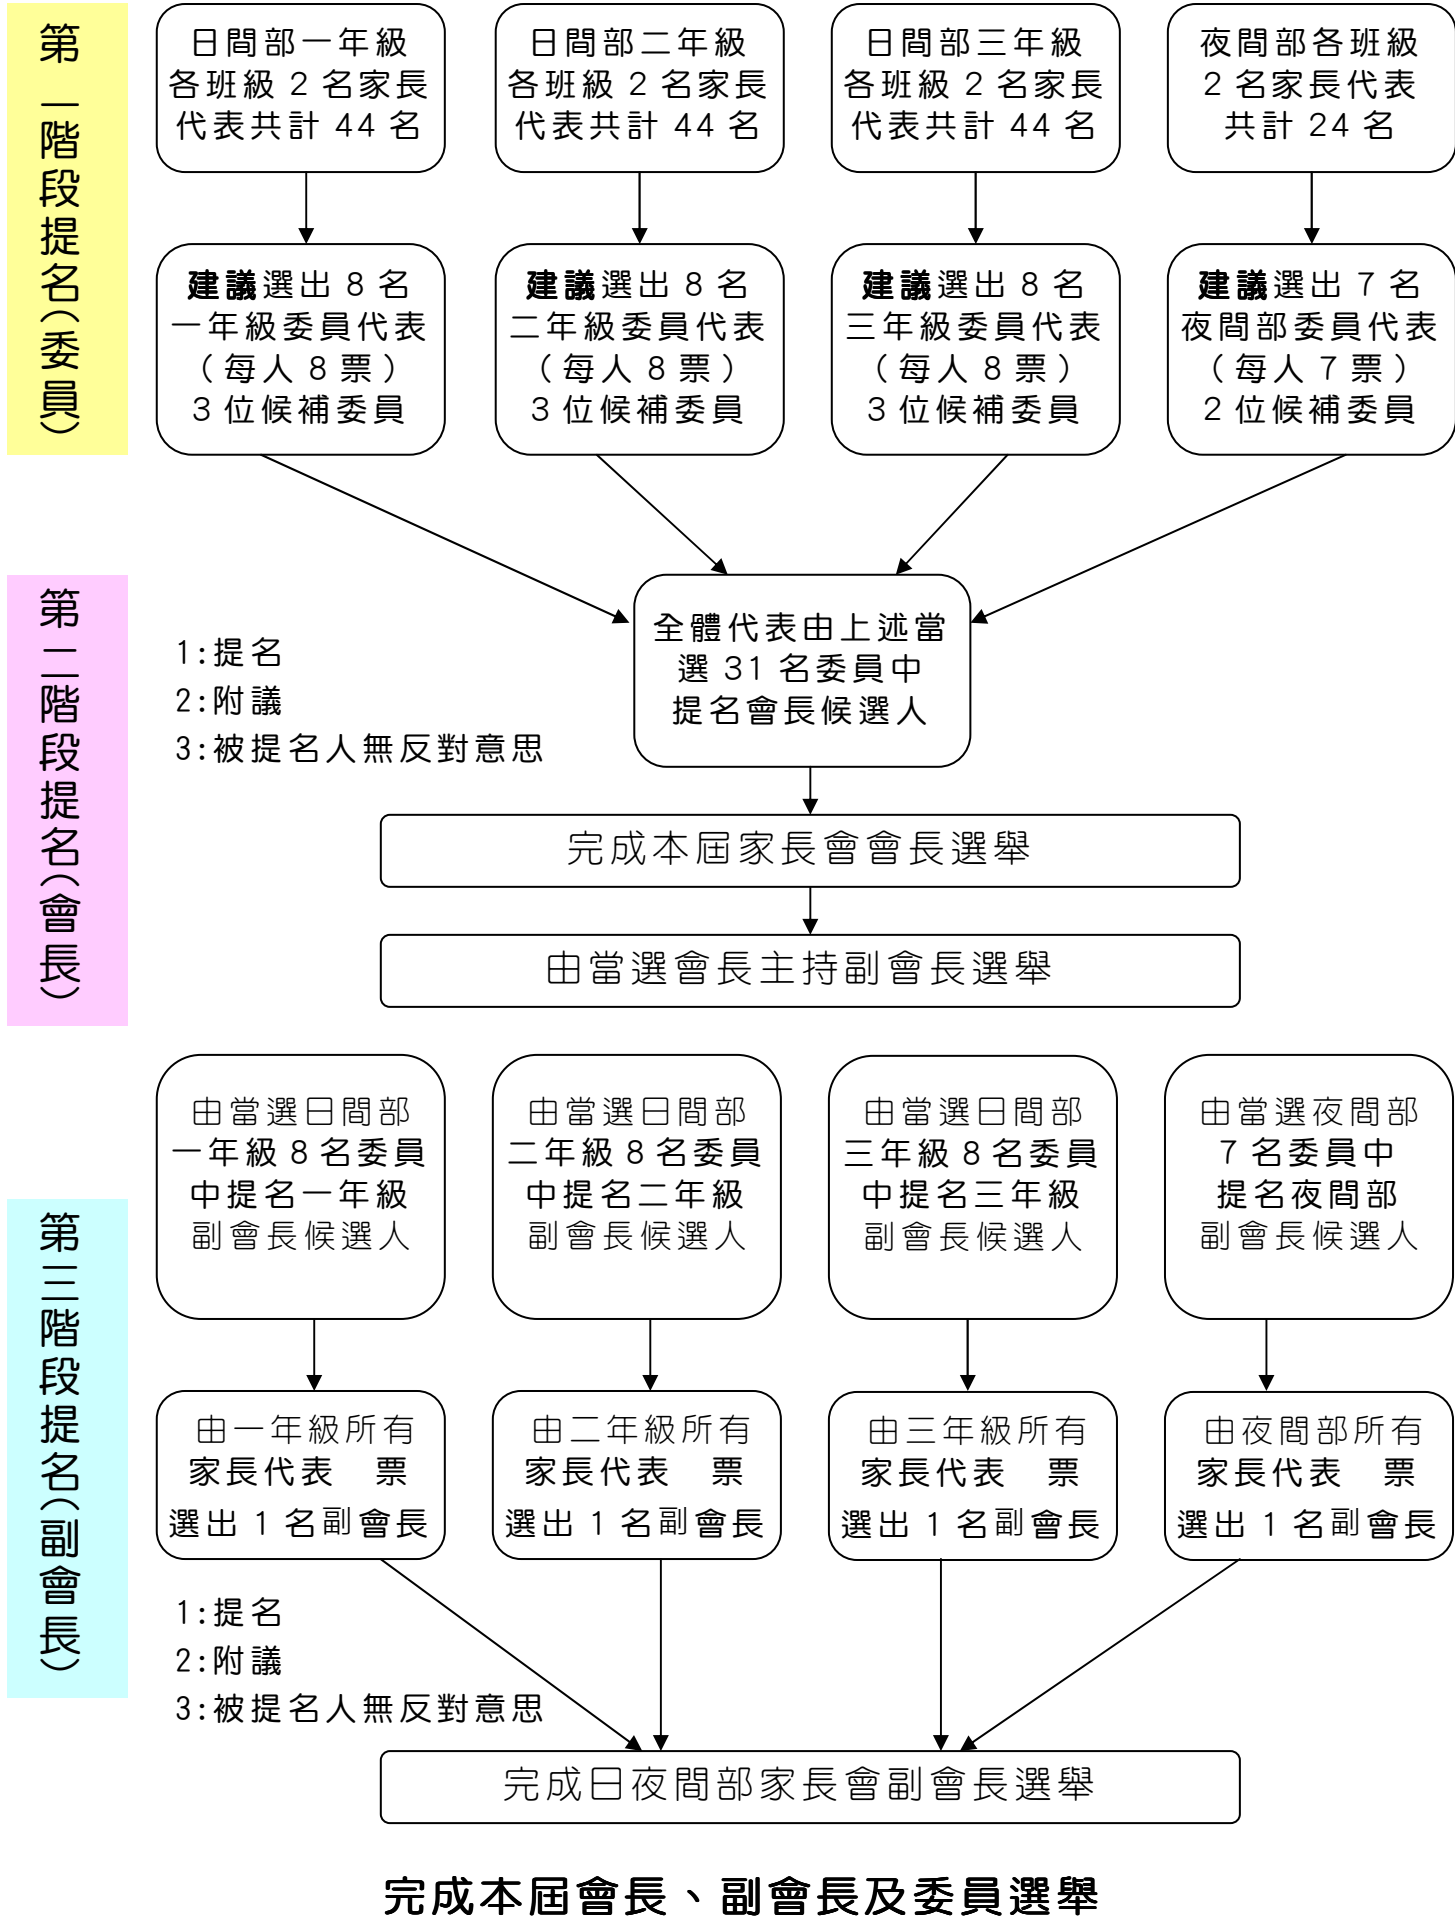 第一階段提名(委員)
日間部一年級
各班級 2 名家長
代表共計 44 名
日間部二年級
各班級 2 名家長
代表共計 44 名
日間部三年級
各班級 2 名家長
代表共計 44 名
夜間部各班級
2 名家長代表
共計 24 名
建議選出 8 名
一年級委員代表
(每人 8 票)
3 位候補委員
建議選出 8 名
二年級委員代表
(每人 8 票)
3 位候補委員
建議選出 8 名
三年級委員代表
(每人 8 票)
3 位候補委員
建議選出 7 名
夜間部委員代表
(每人 7 票)
2 位候補委員
第二階段提名(會長)
1:提名
2:附議
3:被提名人無反對意思
全體代表由上述當
選 31 名委員中
提名會長候選人
完成本屆家長會會長選舉
由當選會長主持副會長選舉
第三階段提名(副會長)
由當選日間部
一年級 8 名委員
中提名一年級
副會長候選人
由當選日間部
二年級 8 名委員
中提名二年級
副會長候選人
由當選日間部
三年級 8 名委員
中提名三年級
副會長候選人
由當選夜間部
7 名委員中
提名夜間部
副會長候選人
由一年級所有
家長代表　票
選出 1 名副會長
由二年級所有
家長代表　票
選出 1 名副會長
由三年級所有
家長代表　票
選出 1 名副會長
由夜間部所有
家長代表　票
選出 1 名副會長
1:提名
2:附議
3:被提名人無反對意思
完成日夜間部家長會副會長選舉
完成本屆會長、副會長及委員選舉